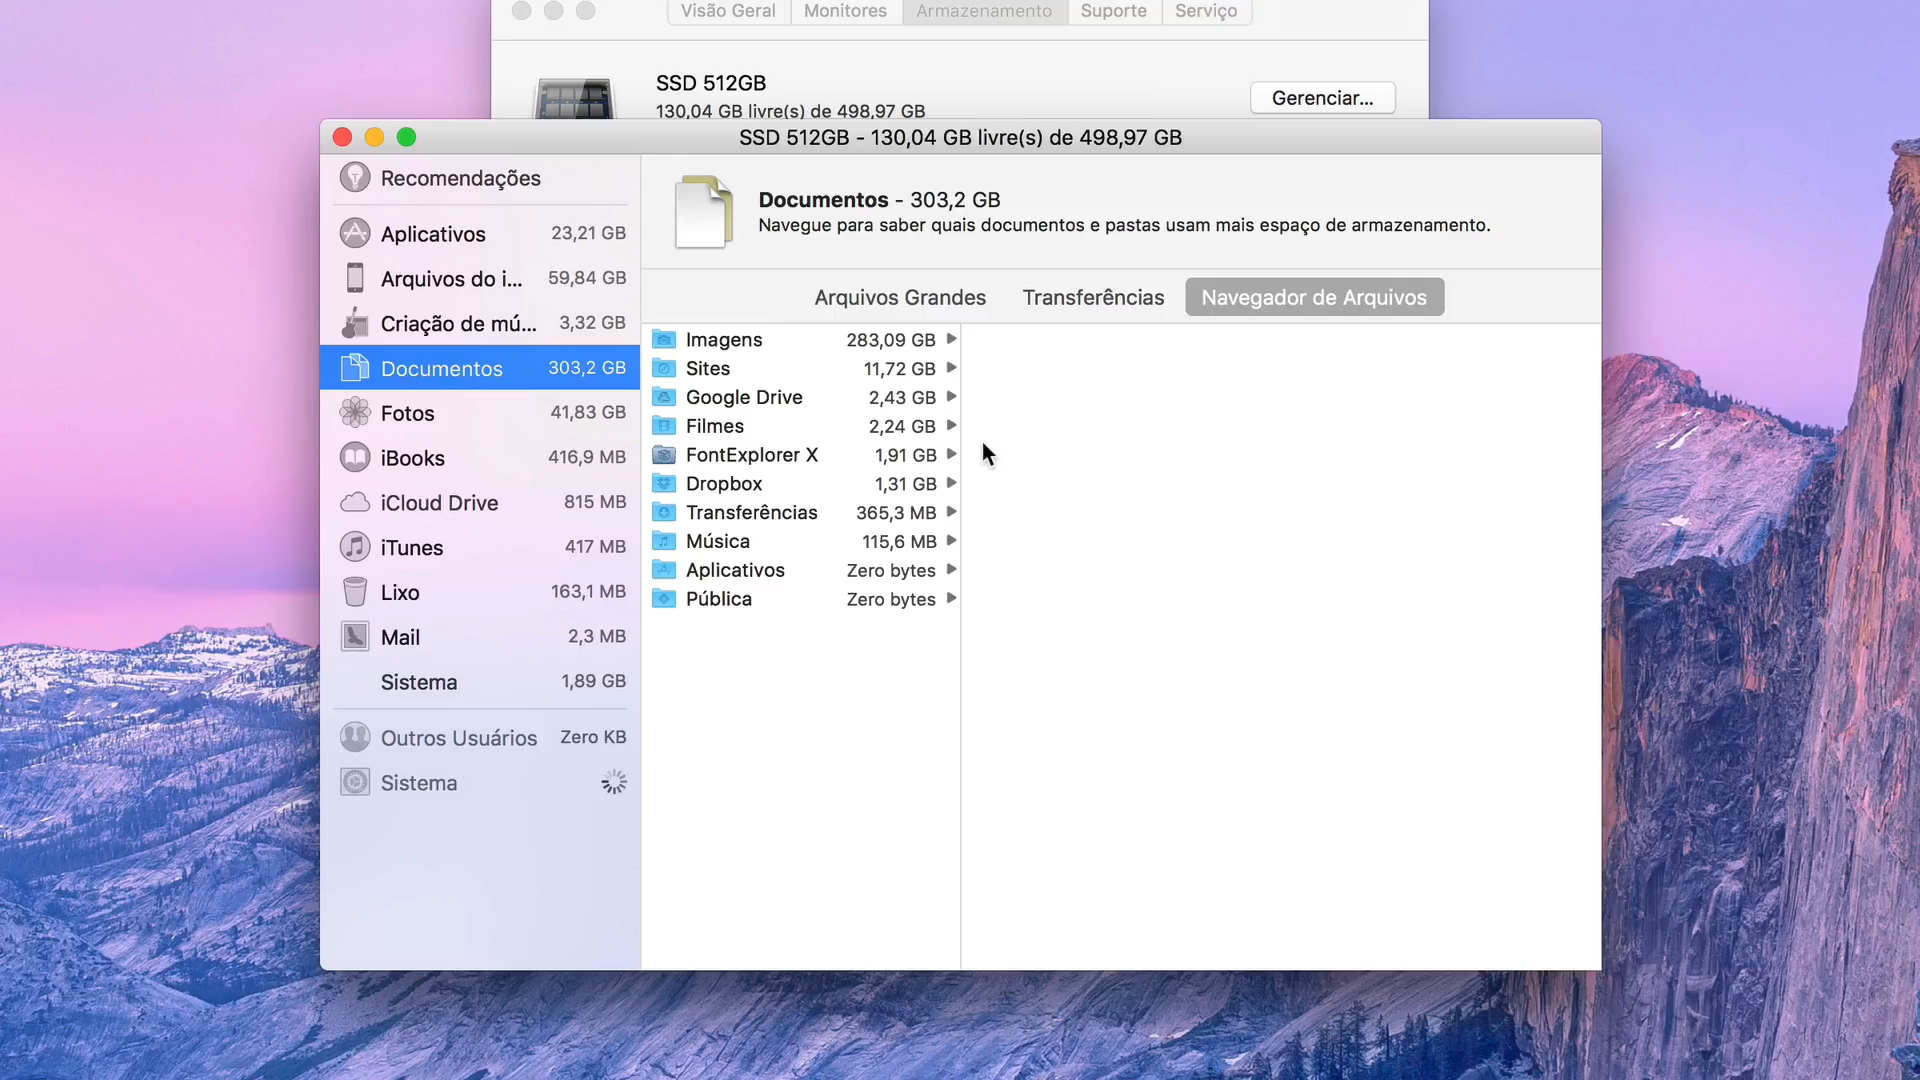 Visão Geral Monitores Armazenamento Suporte Serviço
SSD 512GB
130,04 GB livre(s) de 498,97 GB
Gerenciar...
SSD 512GB - 130,04 GB livre(s) de 498,97 GB
Recomendações
Aplicativos 23,21 GB
Arquivos do i... 59,84 GB
Criação de mú... 3,32 GB
Documentos 303,2 GB
Fotos 41,83 GB
iBooks 416,9 MB
iCloud Drive 815 MB
iTunes 417 MB
Lixo 163,1 MB
Mail 2,3 MB
Sistema 1,89 GB
Outros Usuários Zero KB
Sistema
Documentos - 303,2 GB
Navegue para saber quais documentos e pastas usam mais espaço de armazenamento.
Arquivos Grandes Transferências Navegador de Arquivos
Imagens 283,09 GB
Sites 11,72 GB
Google Drive 2,43 GB
Filmes 2,24 GB
FontExplorer X 1,91 GB
Dropbox 1,31 GB
Transferências 365,3 MB
Música 115,6 MB
Aplicativos Zero bytes
Pública Zero bytes